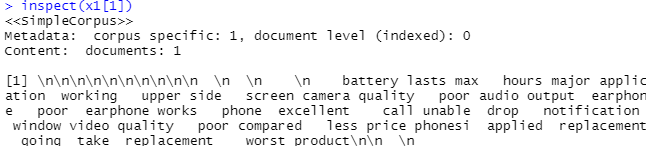 > inspect(x1[1])
<<SimpleCorpus>>
Metadata:  corpus specific: 1, document level (indexed): 0
Content:  documents: 1

[1] \n\n\n\n\n\n\n\n\n\n  \n  \n    \n    battery lasts max   hours major applic
ation  working   upper side    screen camera quality   poor audio output  earphon
e   poor  earphone works   phone  excellent    call unable  drop   notification
 window video quality   poor compared   less price phonesi  applied  replacement
  going  take  replacement    worst product\n\n  \n